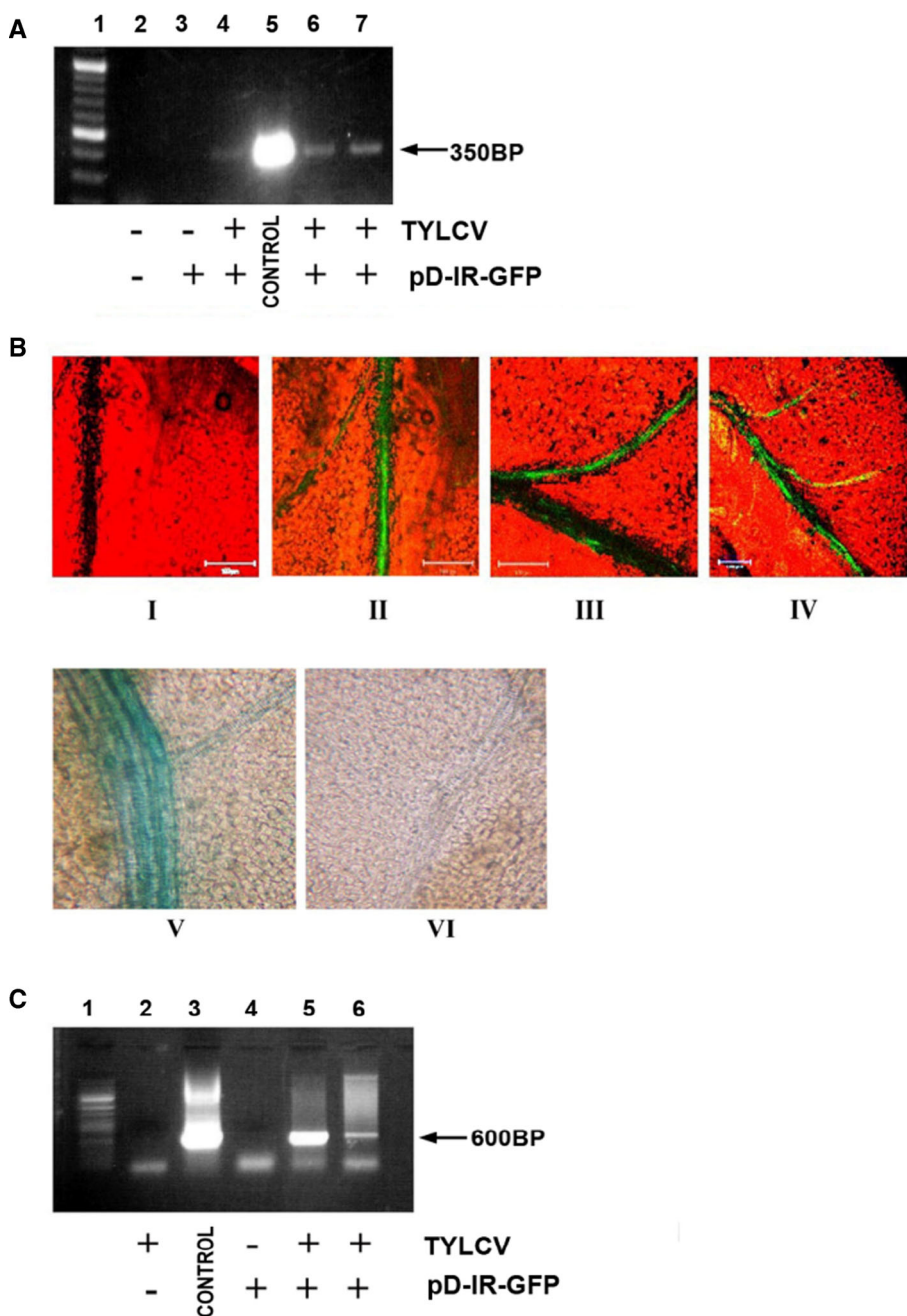 A
1 2 3 4 5 6 7
350BP
- - + CONTROL + + TYLCV
- + + + + pD-IR-GFP
B
I II III IV
V VI
C
1 2 3 4 5 6
600BP
+ CONTROL - + + TYLCV
- + + + pD-IR-GFP